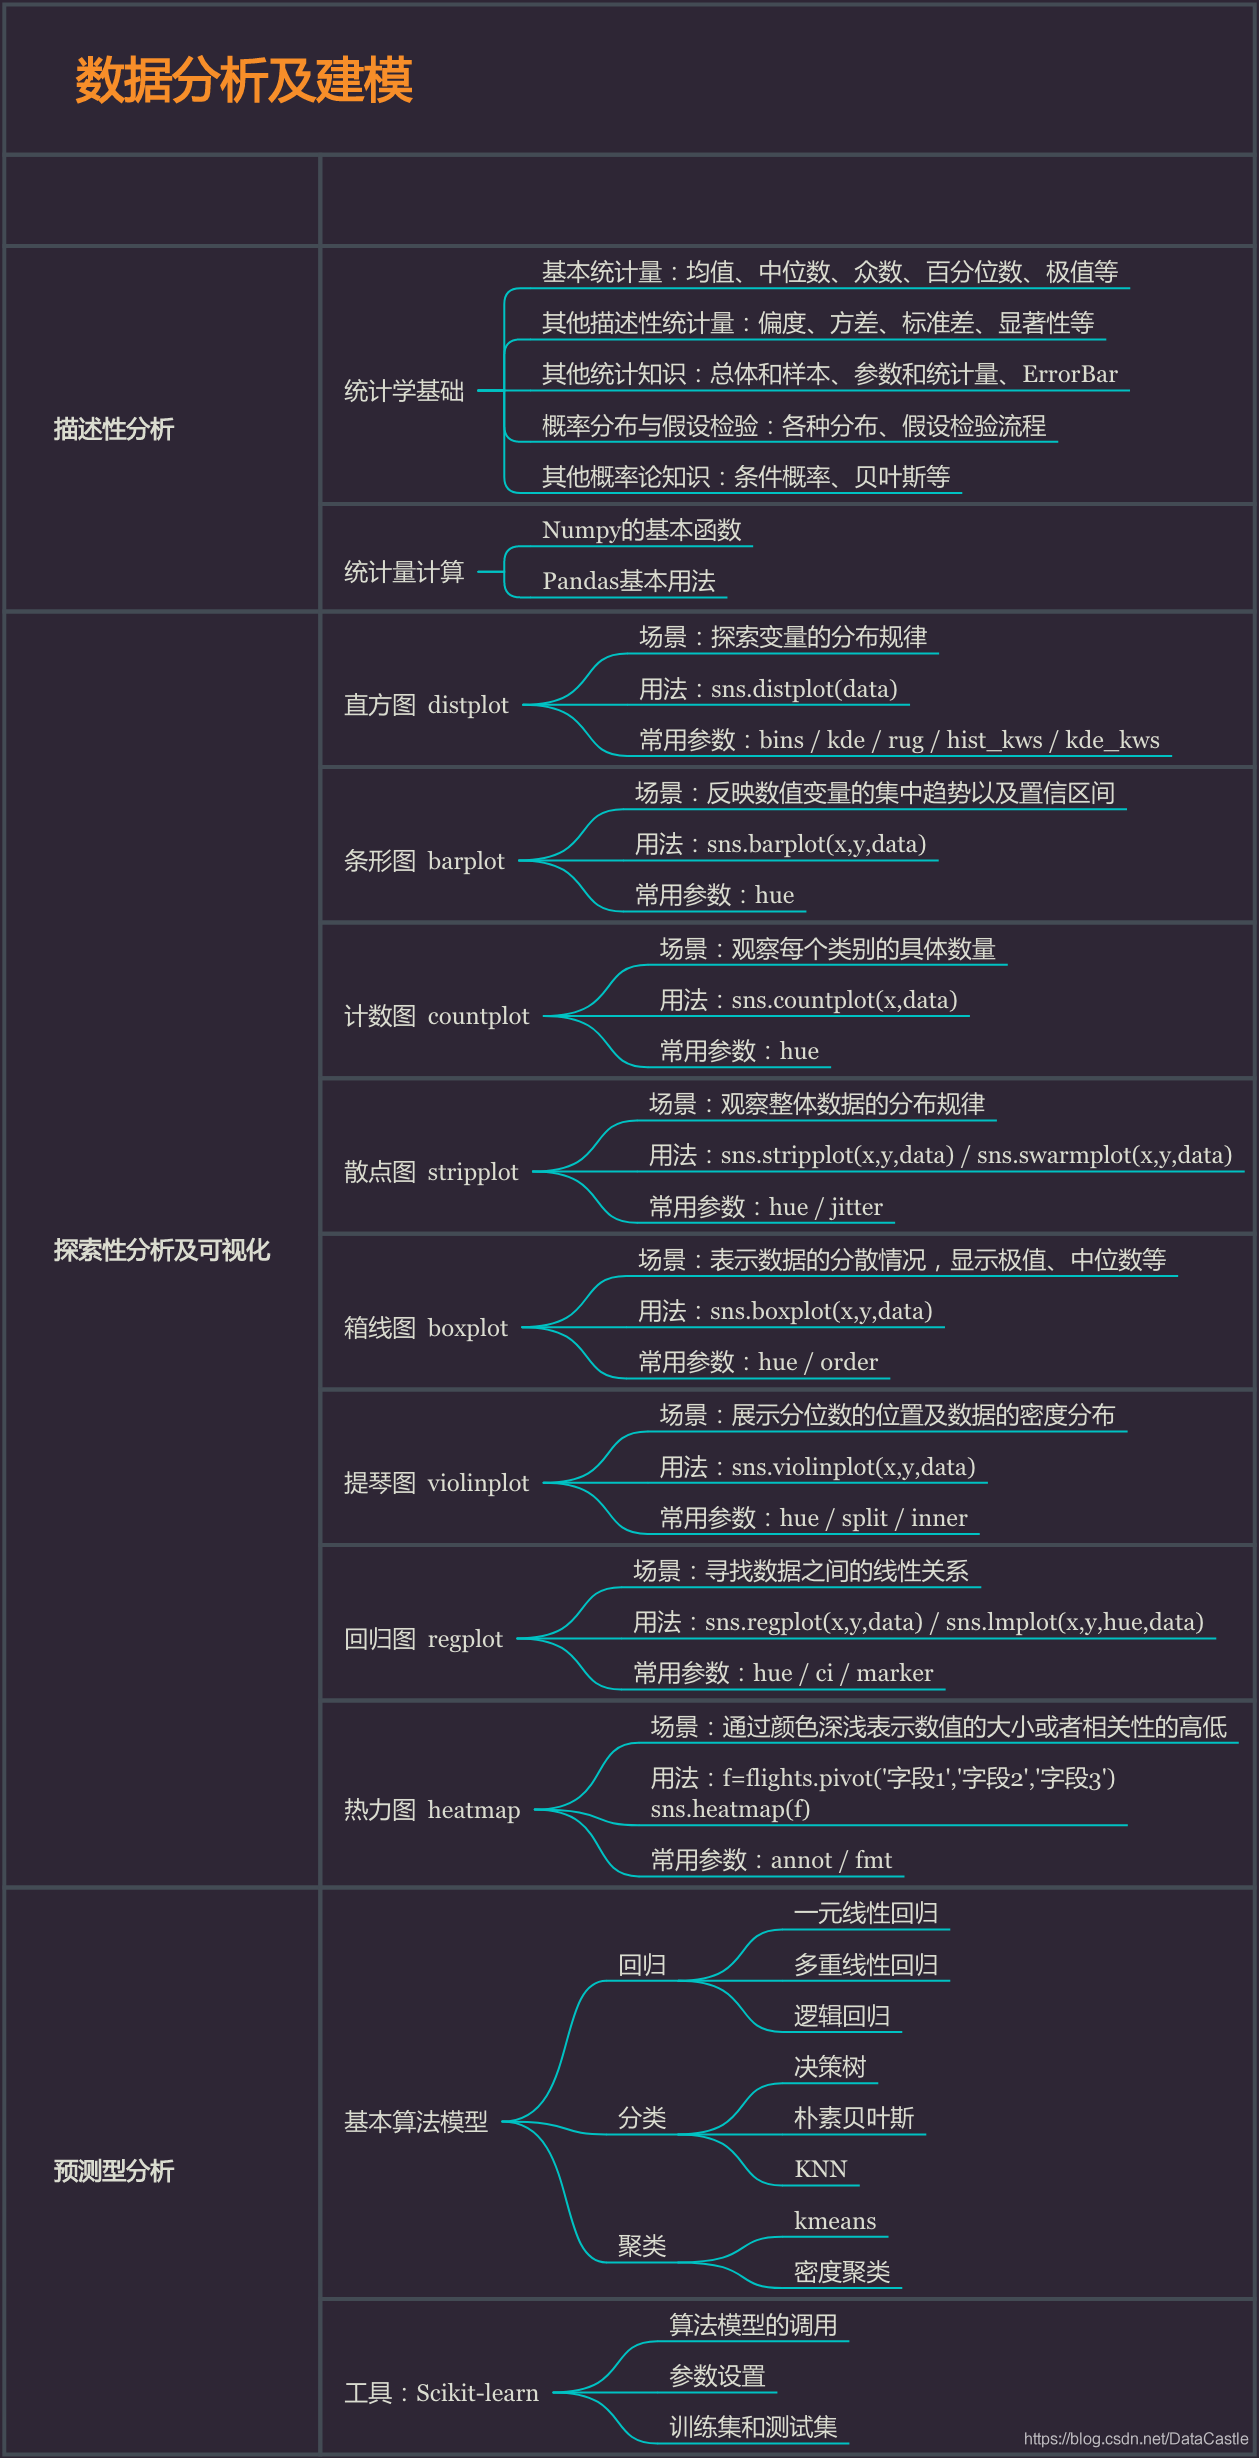 数据分析及建模
描述性分析
统计学基础
基本统计量：均值、中位数、众数、百分位数、极值等
其他描述性统计量：偏度、方差、标准差、显著性等
其他统计知识：总体和样本、参数和统计量、ErrorBar
概率分布与假设检验：各种分布、假设检验流程
其他概率论知识：条件概率、贝叶斯等
统计量计算
Numpy的基本函数
Pandas基本用法
探索性分析及可视化
直方图 distplot
场景：探索变量的分布规律
用法：sns.distplot(data)
常用参数：bins / kde / rug / hist_kws / kde_kws
条形图 barplot
场景：反映数值变量的集中趋势以及置信区间
用法：sns.barplot(x,y,data)
常用参数：hue
计数图 countplot
场景：观察每个类别的具体数量
用法：sns.countplot(x,data)
常用参数：hue
散点图 stripplot
场景：观察整体数据的分布规律
用法：sns.stripplot(x,y,data) / sns.swarmplot(x,y,data)
常用参数：hue / jitter
箱线图 boxplot
场景：表示数据的分散情况，显示极值、中位数等
用法：sns.boxplot(x,y,data)
常用参数：hue / order
提琴图 violinplot
场景：展示分位数的位置及数据的密度分布
用法：sns.violinplot(x,y,data)
常用参数：hue / split / inner
回归图 regplot
场景：寻找数据之间的线性关系
用法：sns.regplot(x,y,data) / sns.lmplot(x,y,hue,data)
常用参数：hue / ci / marker
热力图 heatmap
场景：通过颜色深浅表示数值的大小或者相关性的高低
用法：f=flights.pivot('字段1','字段2','字段3')
sns.heatmap(f)
常用参数：annot / fmt
预测型分析
基本算法模型
回归
一元线性回归
多重线性回归
逻辑回归
分类
决策树
朴素贝叶斯
KNN
聚类
kmeans
密度聚类
工具：Scikit-learn
算法模型的调用
参数设置
训练集和测试集
https://blog.csdn.net/DataCastle